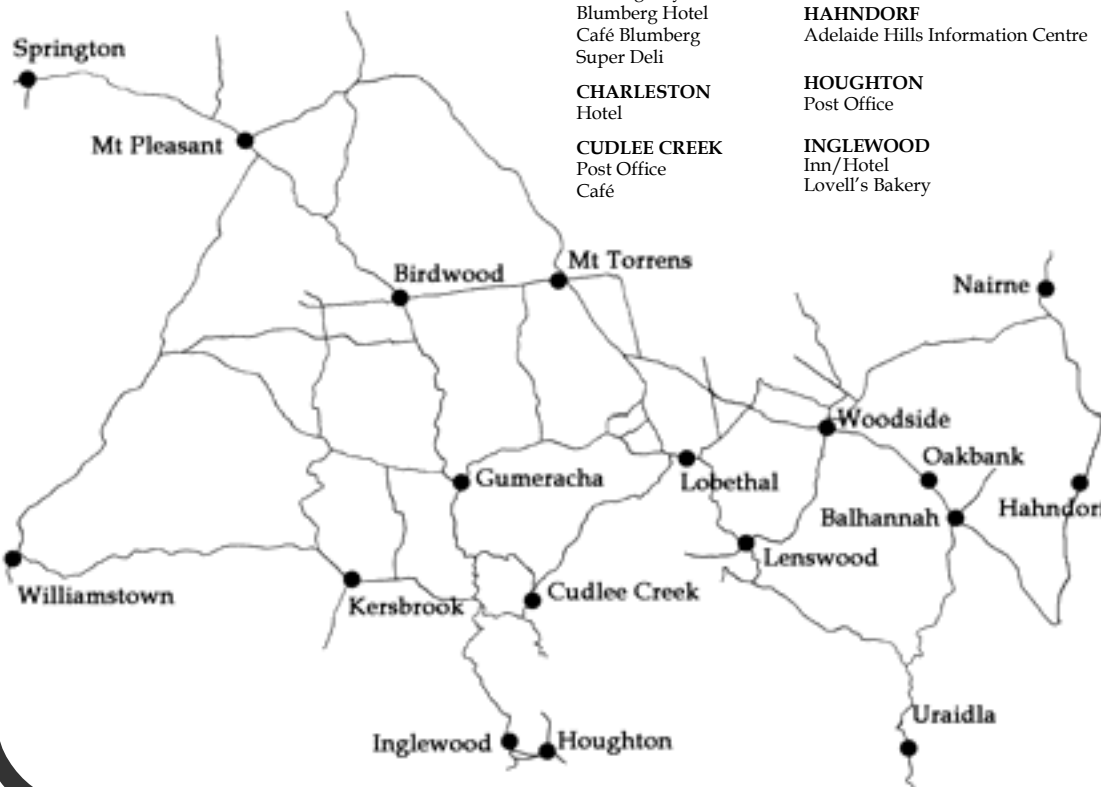 Blumberg Hotel
Café Blumberg
Super Deli
CHARLESTON
Hotel
CUDLEE CREEK
Post Office
Café
HAHNDORF
Adelaide Hills Information Centre
HOUGHTON
Post Office
INGLEWOOD
Inn/Hotel
Lovell's Bakery
Springton
Mt Pleasant
Birdwood
Mt Torrens
Nairne
Woodside
Oakbank
Gumeracha
Lobethal
Balhannah
Hahndorf
Lenswood
Williamstown
Kersbrook
Cudlee Creek
Uraidla
Inglewood
Houghton